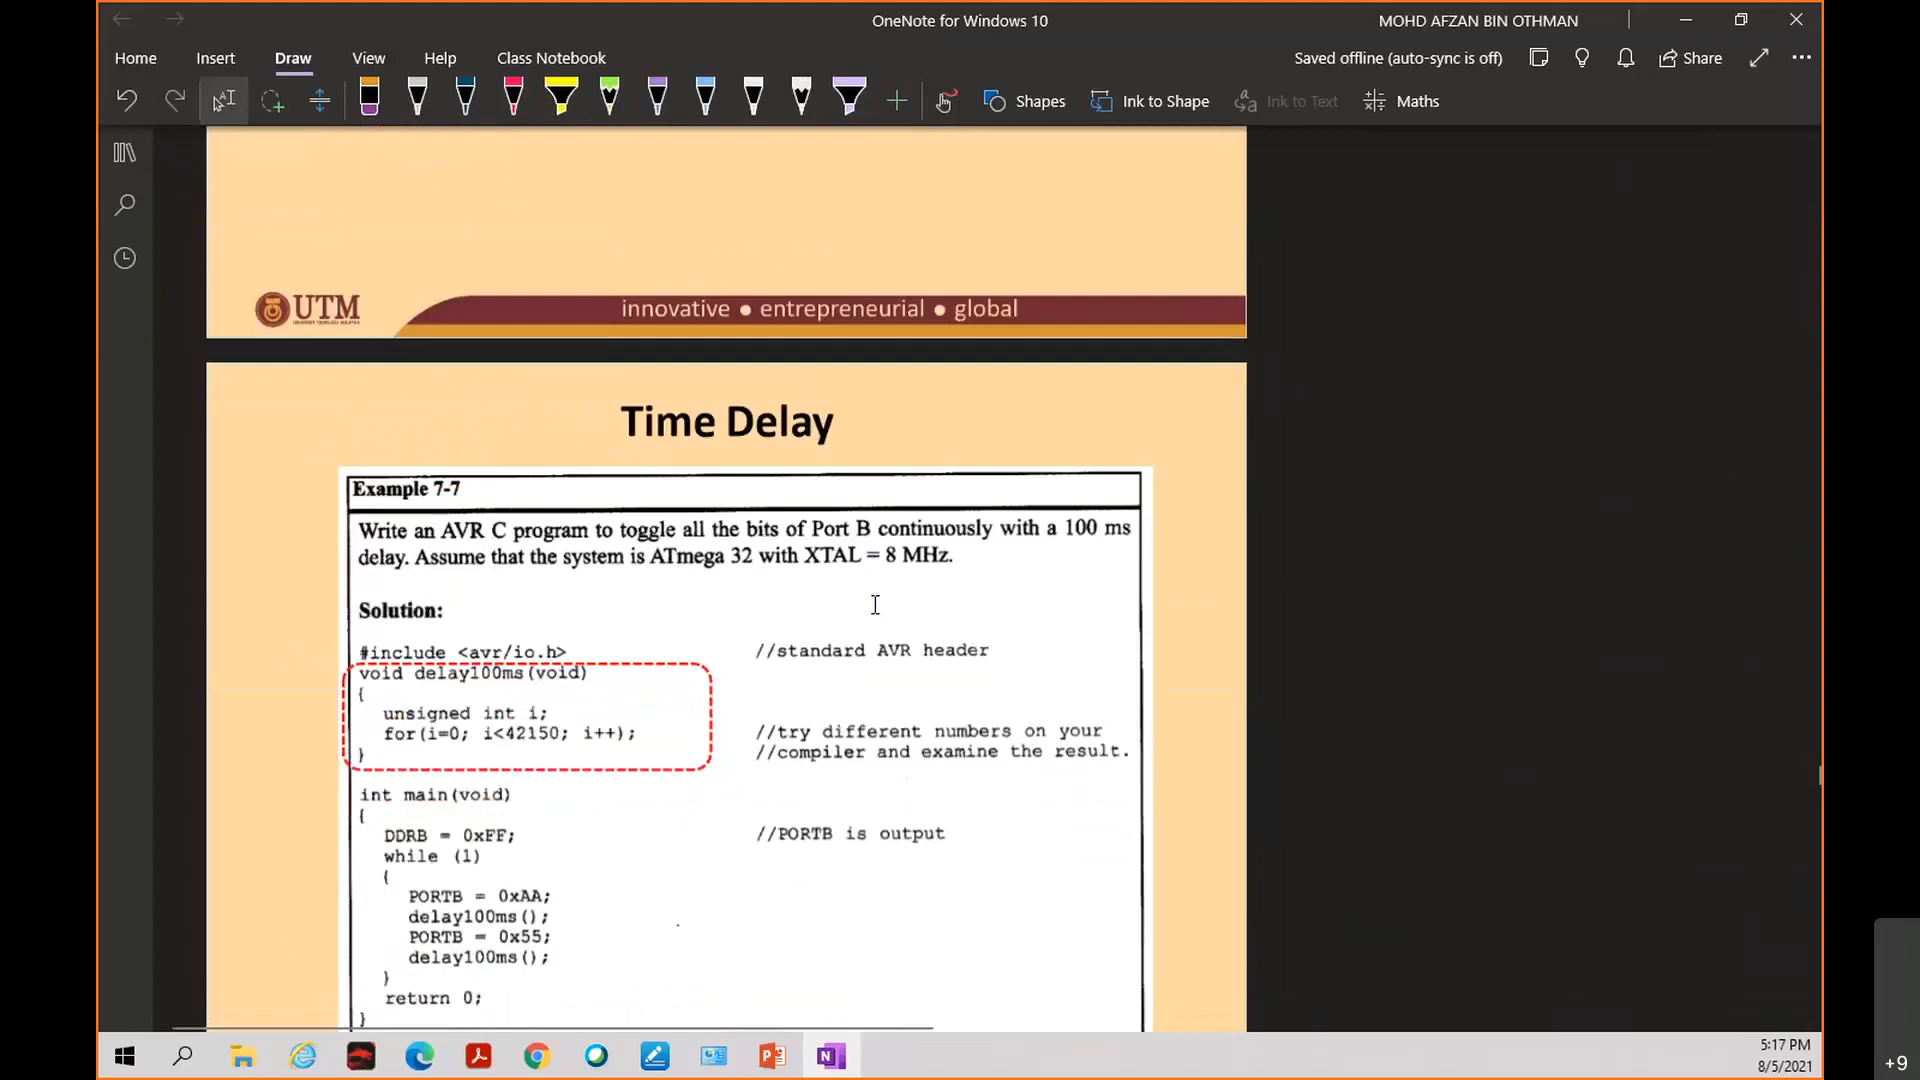 OneNote for Windows 10
MOHD AFZAN BIN OTHMAN
Home
Insert
Draw
View
Help
Class Notebook
Saved offline (auto-sync is off)
Share
Shapes
Ink to Shape
Ink to Text
Maths
UTM
innovative ● entrepreneurial ● global
Time Delay
Example 7-7
Write an AVR C program to toggle all the bits of Port B continuously with a 100 ms
delay. Assume that the system is ATmega 32 with XTAL = 8 MHz.
Solution:
#include <avr/io.h> //standard AVR header
void delay100ms(void)
{
unsigned int i;
for(i=0; i<42150; i++); //try different numbers on your
//compiler and examine the result.
}
int main(void)
{
DDRB = 0xFF; //PORTB is output
while (1)
{
PORTB = 0xAA;
delay100ms();
PORTB = 0x55;
delay100ms();
}
return 0;
}
5:17 PM
8/5/2021
+9